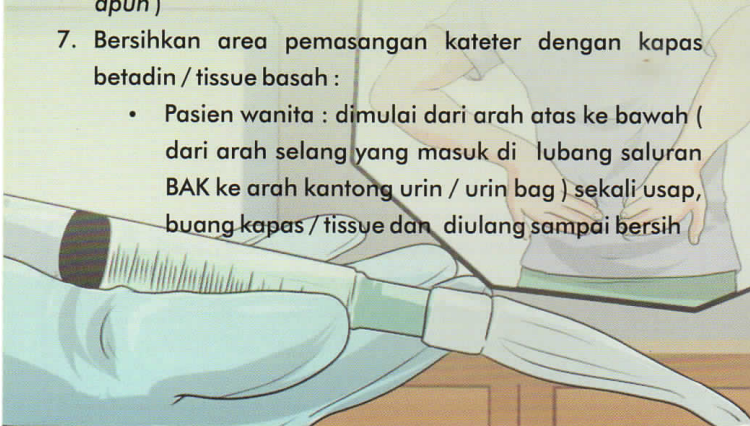 apun )
7. Bersihkan area pemasangan kateter dengan kapas
betadin / tissue basah :
• Pasien wanita : dimulai dari arah atas ke bawah (
dari arah selang yang masuk di lubang saluran
BAK ke arah kantong urin / urin bag ) sekali usap,
buang kapas / tissue dan diulang sampai bersih